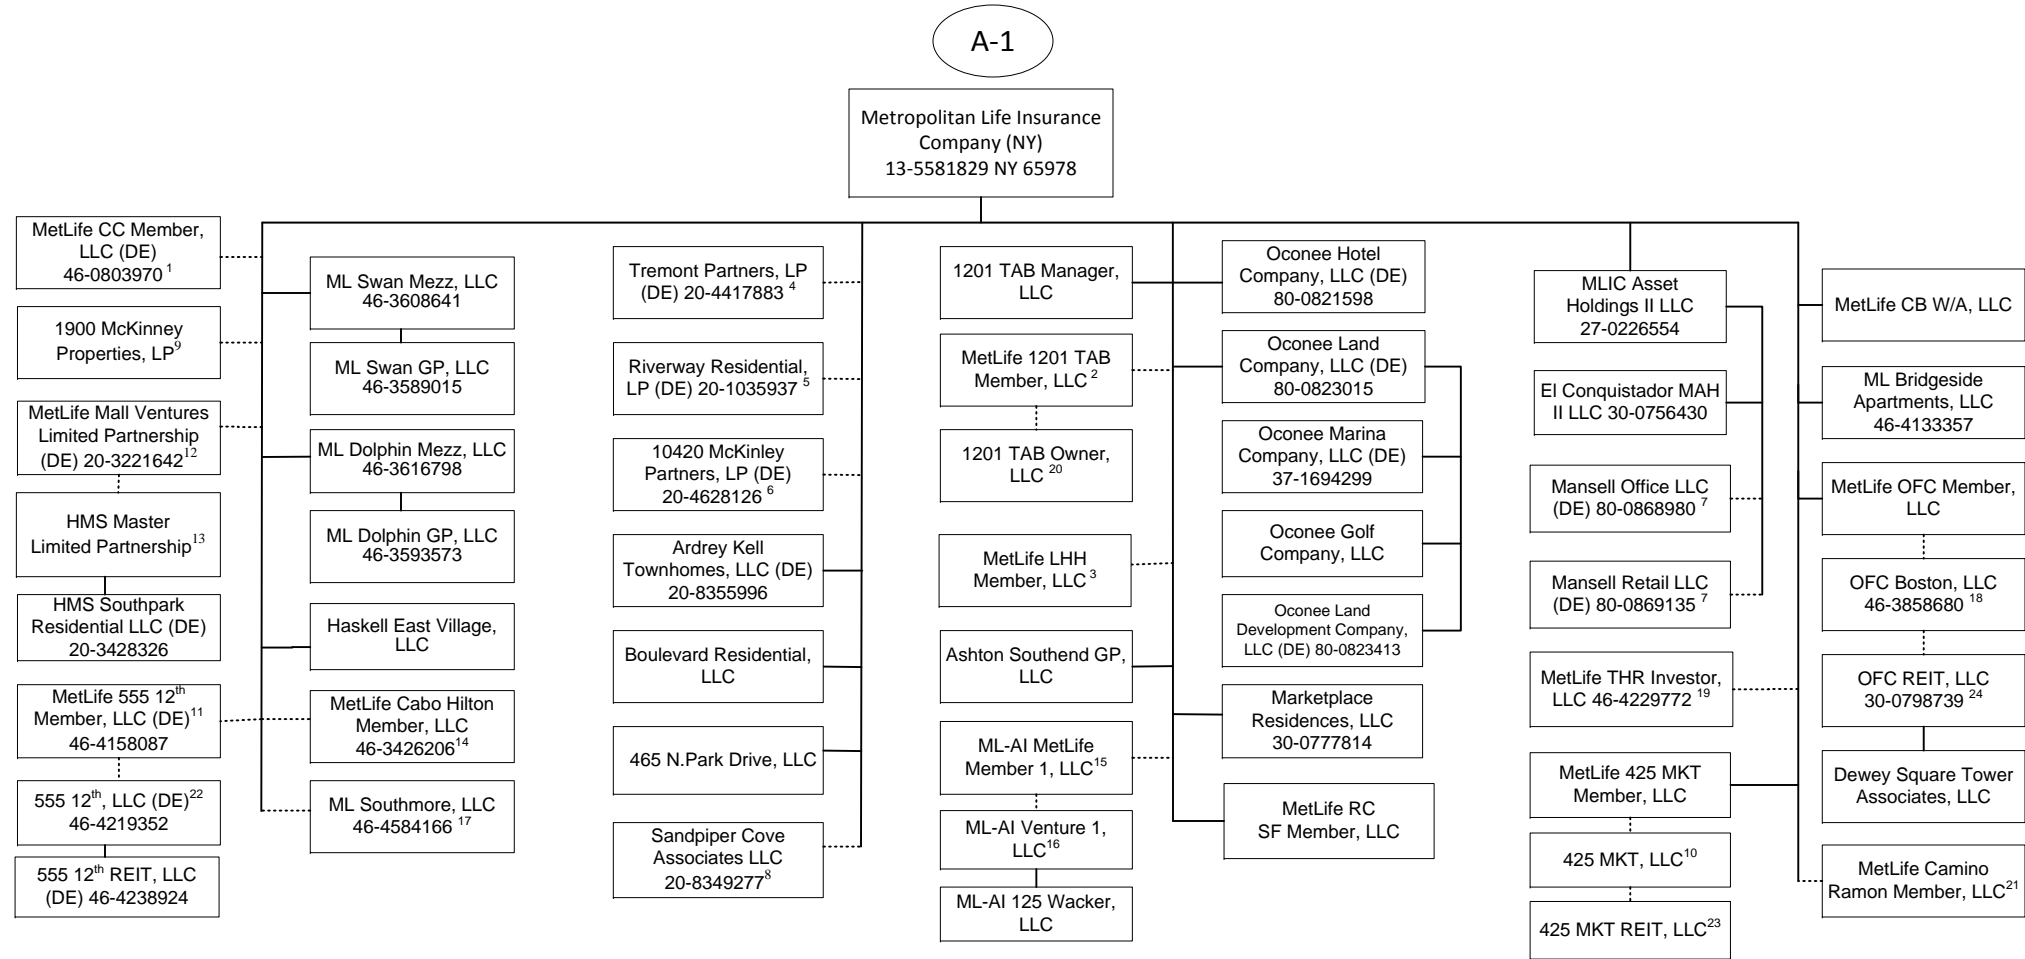 A-1
Metropolitan Life Insurance
Company (NY)
13-5581829 NY 65978
MetLife CC Member,
LLC (DE)
46-0803970 1
1900 McKinney
Properties, LP9
MetLife Mall Ventures
Limited Partnership
(DE) 20-322164212
HMS Master
Limited Partnership13
HMS Southpark
Residential LLC (DE)
20-3428326
MetLife 555 12th
Member, LLC (DE)11
46-4158087
555 12th, LLC (DE)22
46-4219352
555 12th REIT, LLC
(DE) 46-4238924
ML Swan Mezz, LLC
46-3608641
ML Swan GP, LLC
46-3589015
ML Dolphin Mezz, LLC
46-3616798
ML Dolphin GP, LLC
46-3593573
Haskell East Village,
LLC
MetLife Cabo Hilton
Member, LLC
46-342620614
ML Southmore, LLC
46-4584166 17
Tremont Partners, LP
(DE) 20-4417883 4
Riverway Residential,
LP (DE) 20-1035937 5
10420 McKinley
Partners, LP (DE)
20-4628126 6
Ardrey Kell
Townhomes, LLC (DE)
20-8355996
Boulevard Residential,
LLC
465 N.Park Drive, LLC
Sandpiper Cove
Associates LLC
20-83492778
1201 TAB Manager,
LLC
MetLife 1201 TAB
Member, LLC 2
1201 TAB Owner,
LLC 20
MetLife LHH
Member, LLC 3
Ashton Southend GP,
LLC
ML-AI MetLife
Member 1, LLC15
ML-AI Venture 1,
LLC16
ML-AI 125 Wacker,
LLC
Oconee Hotel
Company, LLC (DE)
80-0821598
Oconee Land
Company, LLC (DE)
80-0823015
Oconee Marina
Company, LLC (DE)
37-1694299
Oconee Golf
Company, LLC
Oconee Land
Development Company,
LLC (DE) 80-0823413
Marketplace
Residences, LLC
30-0777814
MetLife RC
SF Member, LLC
MLIC Asset
Holdings II LLC
27-0226554
El Conquistador MAH
II LLC 30-0756430
Mansell Office LLC
(DE) 80-0868980 7
Mansell Retail LLC
(DE) 80-0869135 7
MetLife THR Investor,
LLC 46-4229772 19
MetLife 425 MKT
Member, LLC
425 MKT, LLC10
425 MKT REIT, LLC23
MetLife CB W/A, LLC
ML Bridgeside
Apartments, LLC
46-4133357
MetLife OFC Member,
LLC
OFC Boston, LLC
46-3858680 18
OFC REIT, LLC
30-0798739 24
Dewey Square Tower
Associates, LLC
MetLife Camino
Ramon Member, LLC21